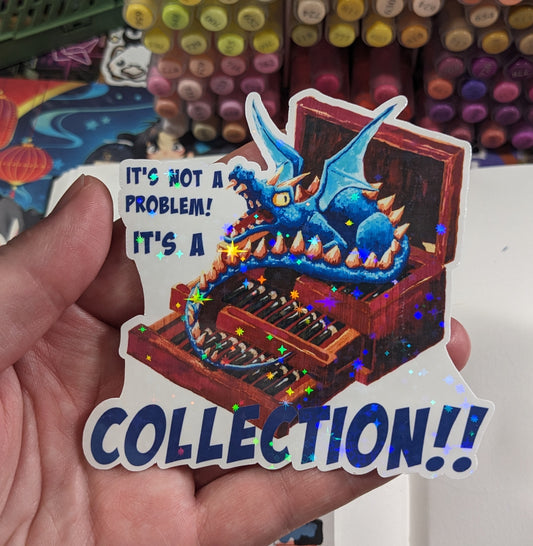 IT'S NOT A
PROBLEM!
IT'S A
COLLECTION!!